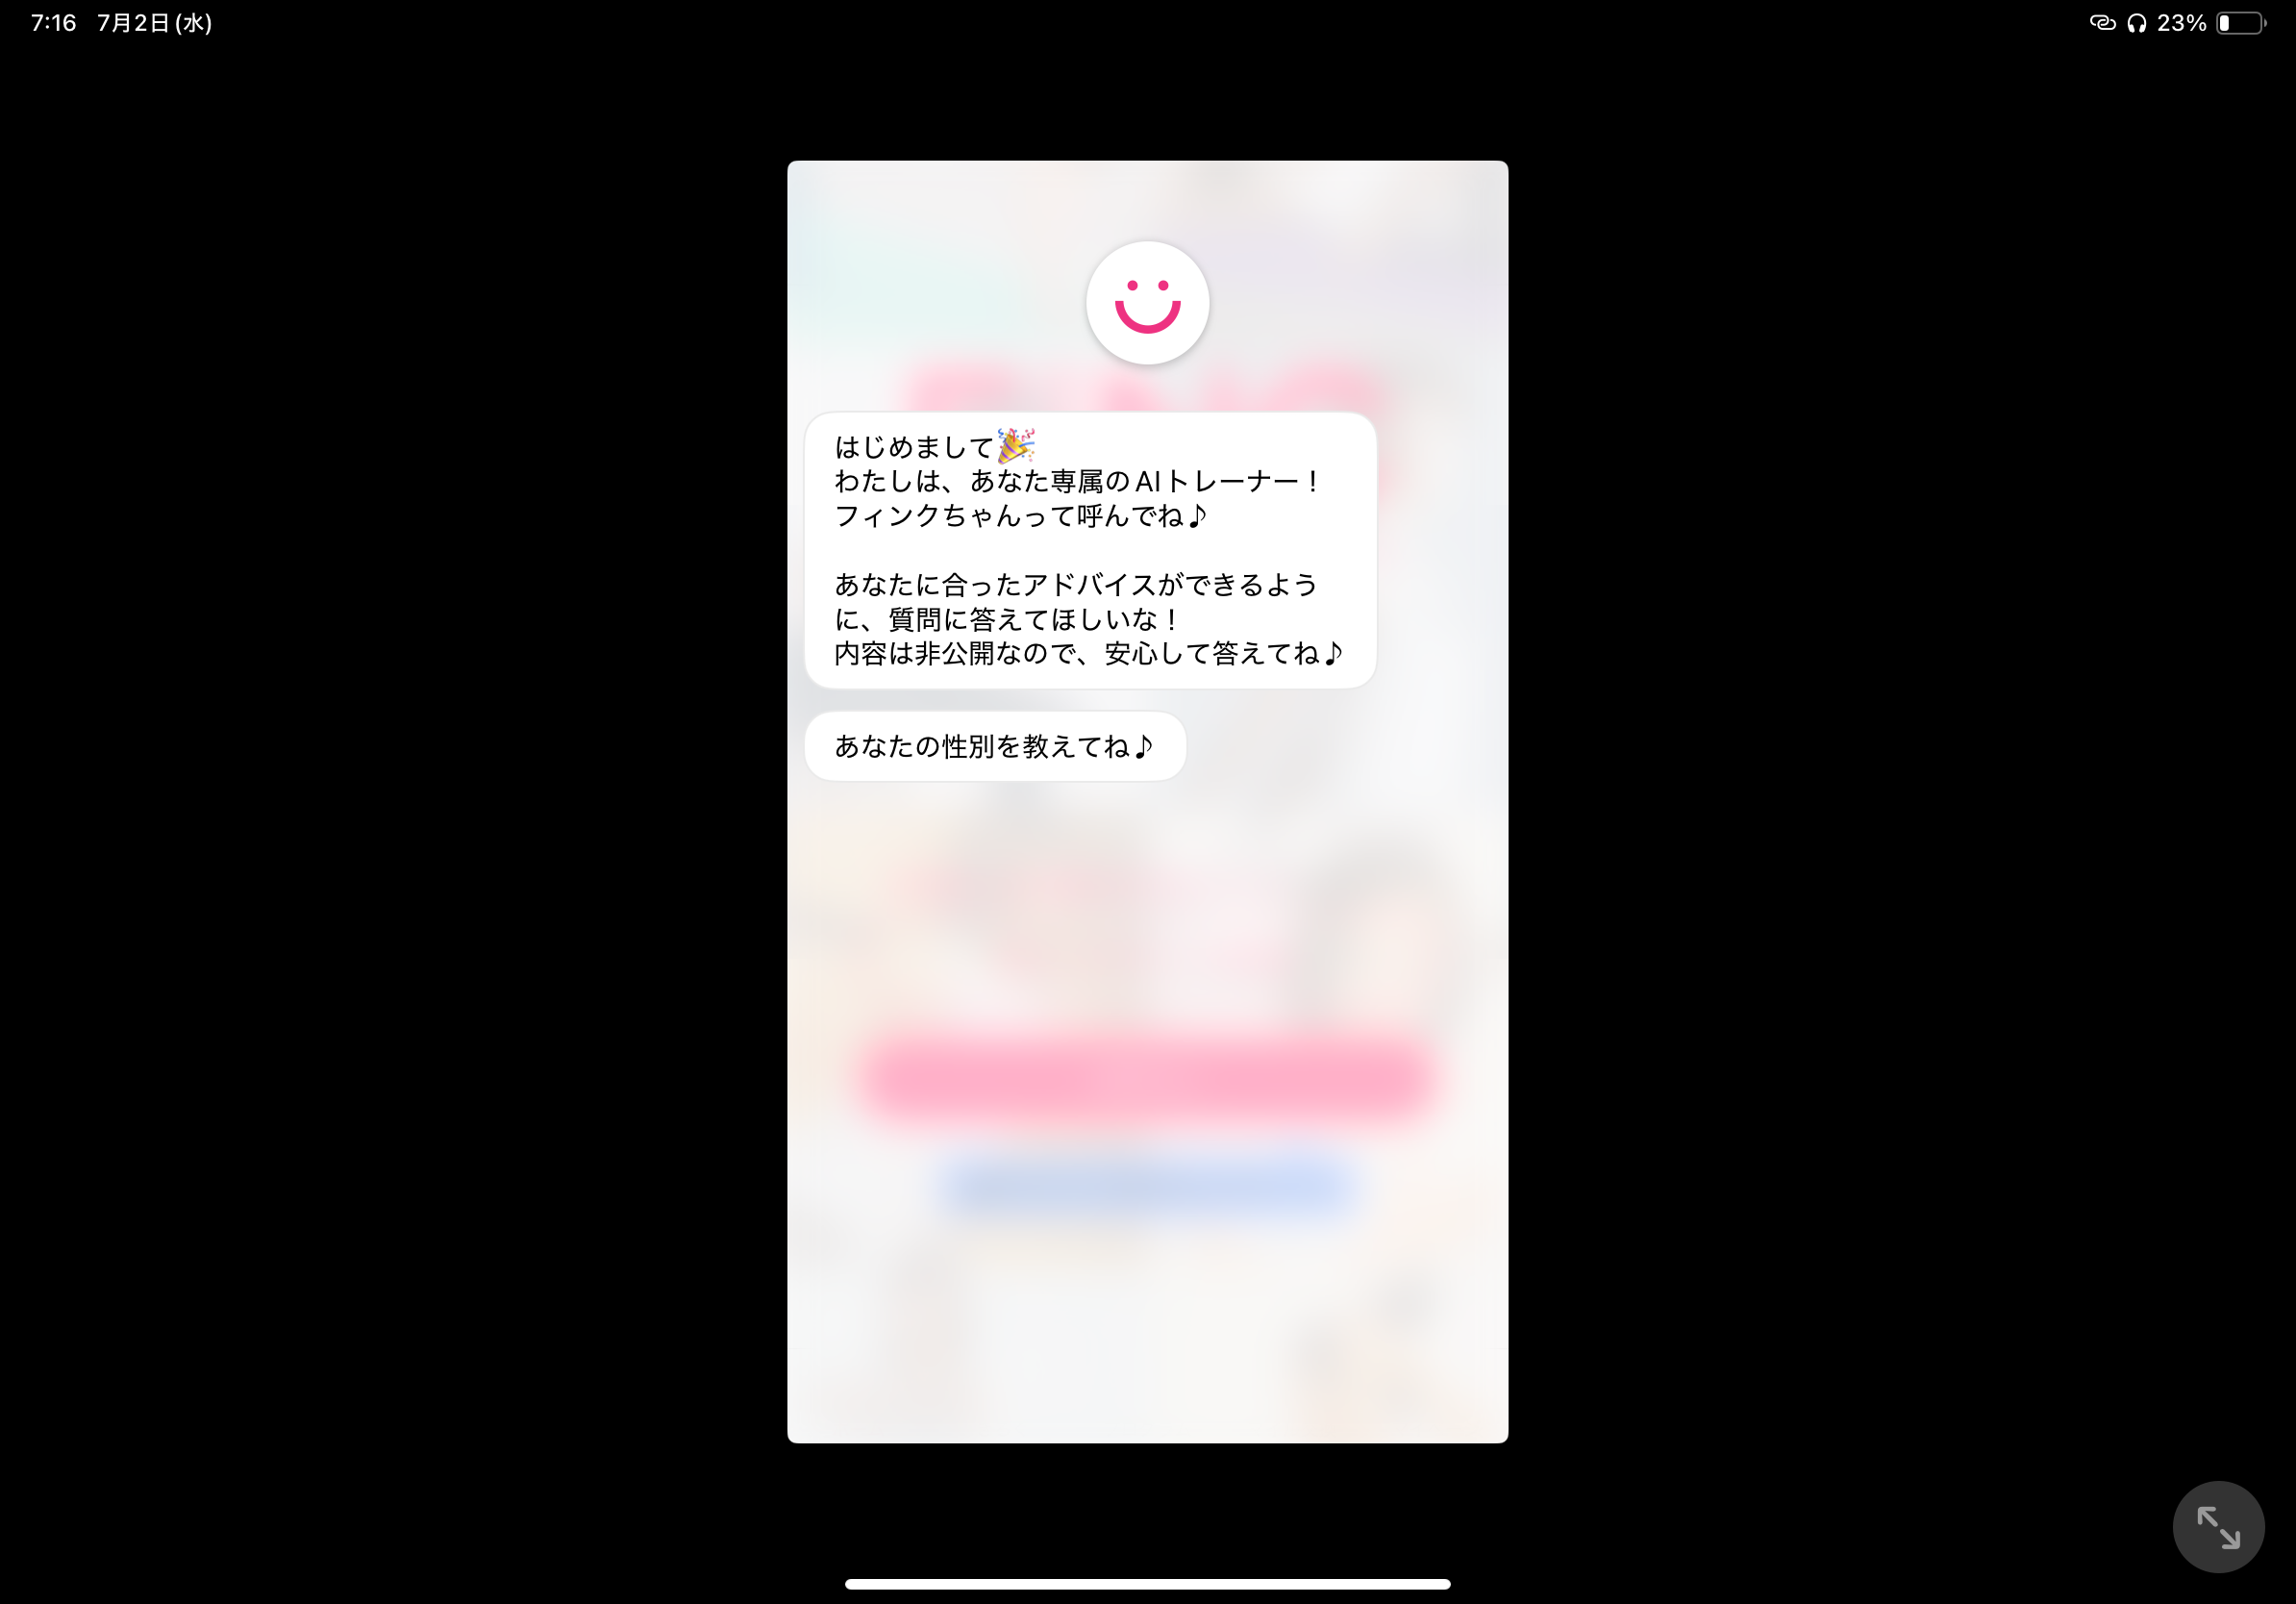 7:16 7月2日(水)
23%
はじめまして🎉
わたしは、あなた専属のAIトレーナー！
フィンクちゃんって呼んでね♪
あなたに合ったアドバイスができるよう
に、質問に答えてほしいな！
内容は非公開なので、安心して答えてね♪
あなたの性別を教えてね♪